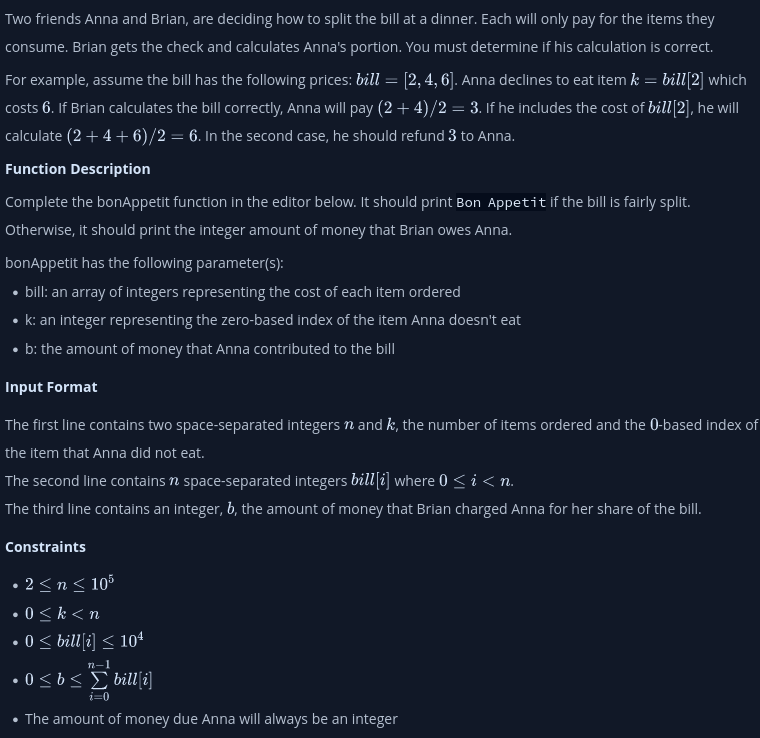 Two friends Anna and Brian, are deciding how to split the bill at a dinner. Each will only pay for the items they
consume. Brian gets the check and calculates Anna's portion. You must determine if his calculation is correct.
For example, assume the bill has the following prices: bill = [2, 4, 6]. Anna declines to eat item k = bill[2] which
costs 6. If Brian calculates the bill correctly, Anna will pay (2 + 4)/2 = 3. If he includes the cost of bill[2], he will
calculate (2 + 4 + 6)/2 = 6. In the second case, he should refund 3 to Anna.
Function Description
Complete the bonAppetit function in the editor below. It should print Bon Appetit if the bill is fairly split.
Otherwise, it should print the integer amount of money that Brian owes Anna.
bonAppetit has the following parameter(s):
• bill: an array of integers representing the cost of each item ordered
• k: an integer representing the zero-based index of the item Anna doesn't eat
• b: the amount of money that Anna contributed to the bill
Input Format
The first line contains two space-separated integers n and k, the number of items ordered and the 0-based index of
the item that Anna did not eat.
The second line contains n space-separated integers bill[i] where 0 ≤ i < n.
The third line contains an integer, b, the amount of money that Brian charged Anna for her share of the bill.
Constraints
• 2 ≤ n ≤ 10^5
• 0 ≤ k < n
• 0 ≤ bill[i] ≤ 10^4
• 0 ≤ b ≤ ∑_{i=0}^{n−1} bill[i]
• The amount of money due Anna will always be an integer